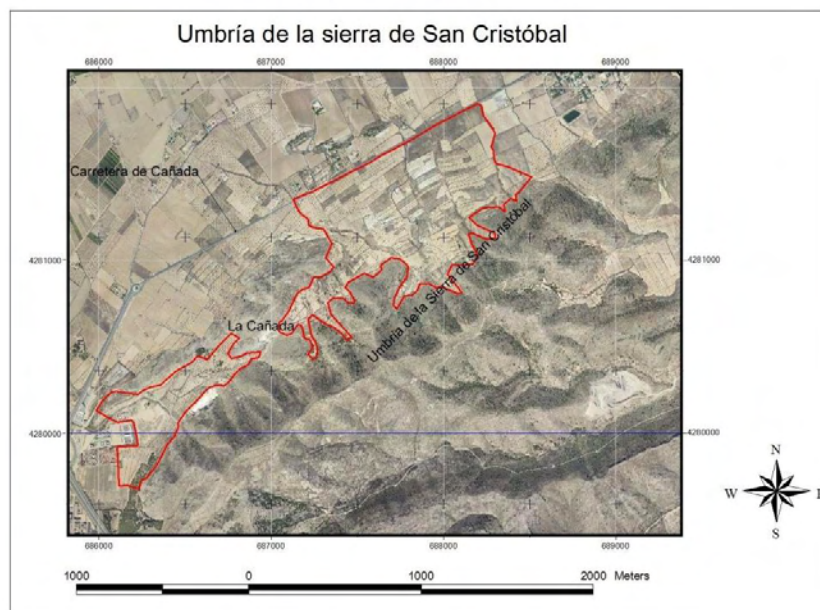 Umbría de la sierra de San Cristóbal
686000 687000 688000 689000
Carretera de Cañada
4281000 4281000
Umbría de la Sierra de San Cristóbal
La Cañada
4280000 4280000
N
W E
S
686000 687000 688000 689000
1000 0 1000 2000 Meters